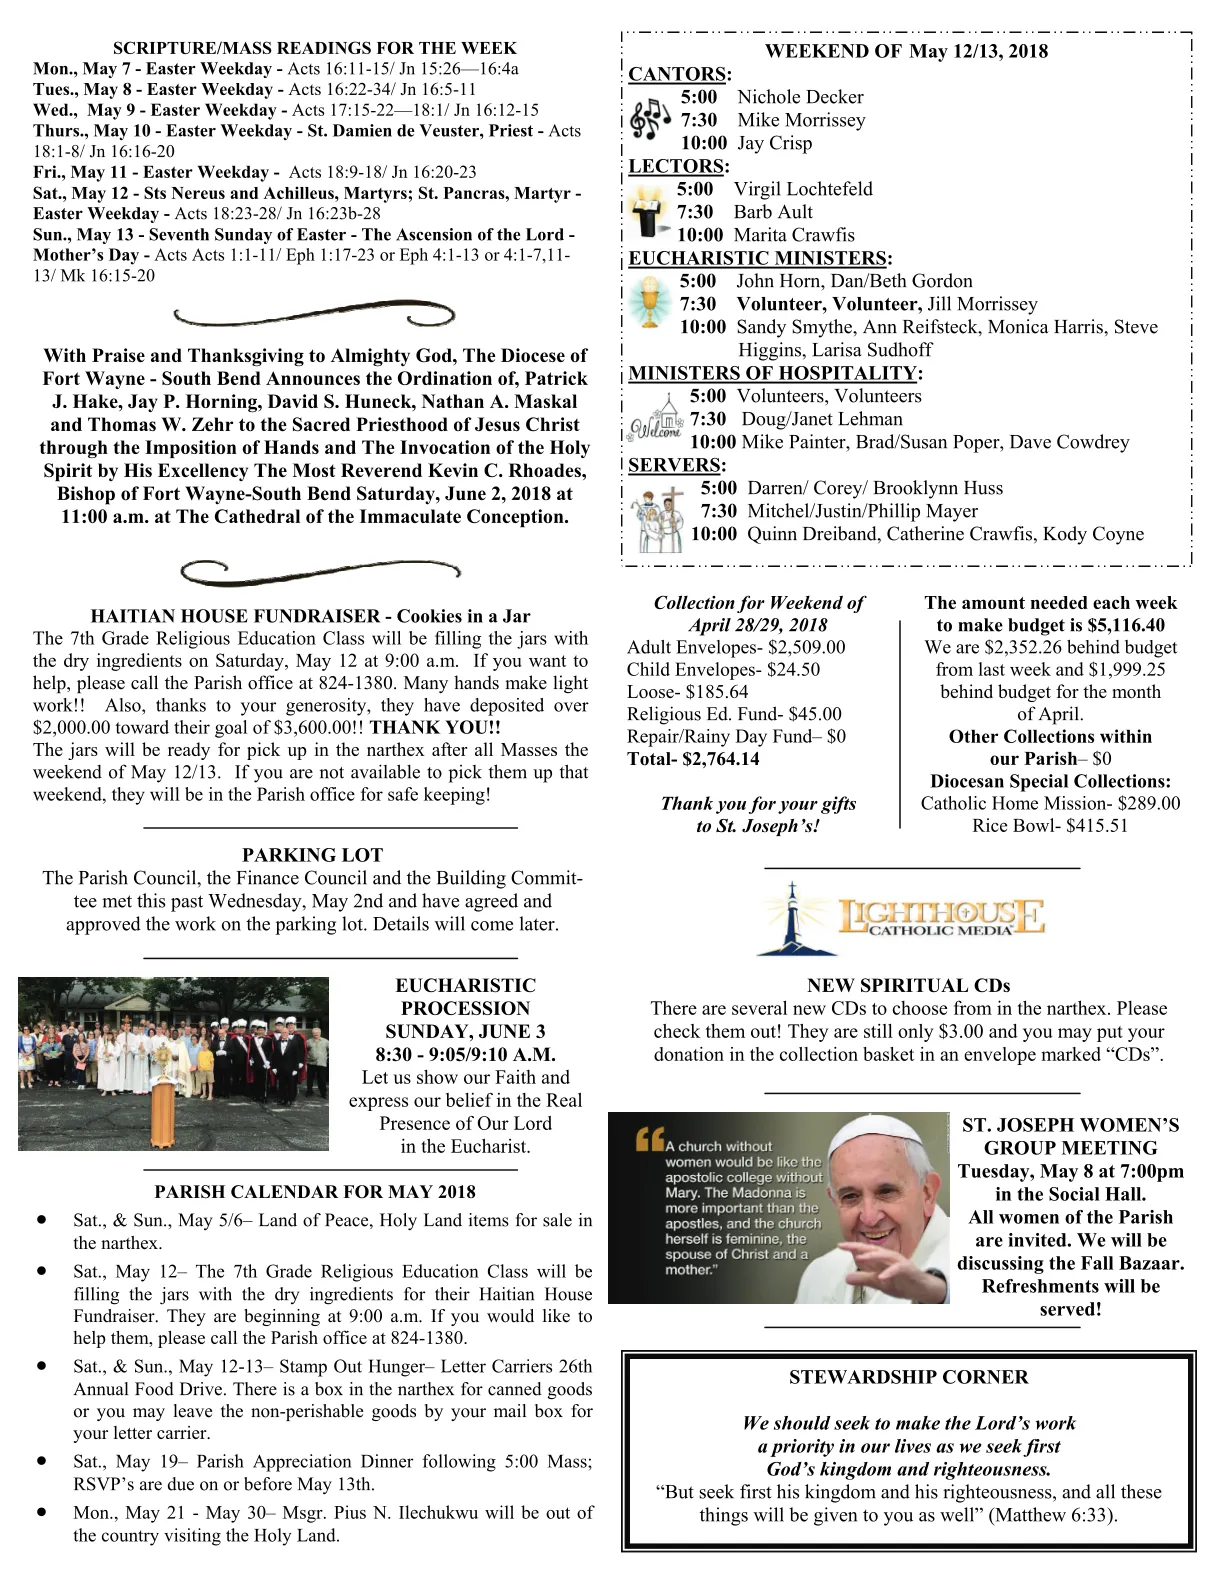 SCRIPTURE/MASS READINGS FOR THE WEEK
Mon., May 7 - Easter Weekday - Acts 16:11-15/ Jn 15:26—16:4a
Tues., May 8 - Easter Weekday - Acts 16:22-34/ Jn 16:5-11
Wed., May 9 - Easter Weekday - Acts 17:15-22—18:1/ Jn 16:12-15
Thurs., May 10 - Easter Weekday - St. Damien de Veuster, Priest - Acts
18:1-8/ Jn 16:16-20
Fri., May 11 - Easter Weekday - Acts 18:9-18/ Jn 16:20-23
Sat., May 12 - Sts Nereus and Achilleus, Martyrs; St. Pancras, Martyr -
Easter Weekday - Acts 18:23-28/ Jn 16:23b-28
Sun., May 13 - Seventh Sunday of Easter - The Ascension of the Lord -
Mother’s Day - Acts Acts 1:1-11/ Eph 1:17-23 or Eph 4:1-13 or 4:1-7,11-
13/ Mk 16:15-20
With Praise and Thanksgiving to Almighty God, The Diocese of
Fort Wayne - South Bend Announces the Ordination of, Patrick
J. Hake, Jay P. Horning, David S. Huneck, Nathan A. Maskal
and Thomas W. Zehr to the Sacred Priesthood of Jesus Christ
through the Imposition of Hands and The Invocation of the Holy
Spirit by His Excellency The Most Reverend Kevin C. Rhoades,
Bishop of Fort Wayne-South Bend Saturday, June 2, 2018 at
11:00 a.m. at The Cathedral of the Immaculate Conception.
HAITIAN HOUSE FUNDRAISER - Cookies in a Jar
The 7th Grade Religious Education Class will be filling the jars with
the dry ingredients on Saturday, May 12 at 9:00 a.m. If you want to
help, please call the Parish office at 824-1380. Many hands make light
work!! Also, thanks to your generosity, they have deposited over
$2,000.00 toward their goal of $3,600.00!! THANK YOU!!
The jars will be ready for pick up in the narthex after all Masses the
weekend of May 12/13. If you are not available to pick them up that
weekend, they will be in the Parish office for safe keeping!
PARKING LOT
The Parish Council, the Finance Council and the Building Commit-
tee met this past Wednesday, May 2nd and have agreed and
approved the work on the parking lot. Details will come later.
EUCHARISTIC
PROCESSION
SUNDAY, JUNE 3
8:30 - 9:05/9:10 A.M.
Let us show our Faith and
express our belief in the Real
Presence of Our Lord
in the Eucharist.
PARISH CALENDAR FOR MAY 2018
● Sat., & Sun., May 5/6– Land of Peace, Holy Land items for sale in
the narthex.
● Sat., May 12– The 7th Grade Religious Education Class will be
filling the jars with the dry ingredients for their Haitian House
Fundraiser. They are beginning at 9:00 a.m. If you would like to
help them, please call the Parish office at 824-1380.
● Sat., & Sun., May 12-13– Stamp Out Hunger– Letter Carriers 26th
Annual Food Drive. There is a box in the narthex for canned goods
or you may leave the non-perishable goods by your mail box for
your letter carrier.
● Sat., May 19– Parish Appreciation Dinner following 5:00 Mass;
RSVP’s are due on or before May 13th.
● Mon., May 21 - May 30– Msgr. Pius N. Ilechukwu will be out of
the country visiting the Holy Land.
WEEKEND OF May 12/13, 2018
CANTORS:
5:00 Nichole Decker
7:30 Mike Morrissey
10:00 Jay Crisp
LECTORS:
5:00 Virgil Lochtefeld
7:30 Barb Ault
10:00 Marita Crawfis
EUCHARISTIC MINISTERS:
5:00 John Horn, Dan/Beth Gordon
7:30 Volunteer, Volunteer, Jill Morrissey
10:00 Sandy Smythe, Ann Reifsteck, Monica Harris, Steve
Higgins, Larisa Sudhoff
MINISTERS OF HOSPITALITY:
5:00 Volunteers, Volunteers
Welcome
7:30 Doug/Janet Lehman
10:00 Mike Painter, Brad/Susan Poper, Dave Cowdrey
SERVERS:
5:00 Darren/ Corey/ Brooklynn Huss
7:30 Mitchel/Justin/Phillip Mayer
10:00 Quinn Dreiband, Catherine Crawfis, Kody Coyne
Collection for Weekend of
April 28/29, 2018
Adult Envelopes- $2,509.00
Child Envelopes- $24.50
Loose- $185.64
Religious Ed. Fund- $45.00
Repair/Rainy Day Fund– $0
Total- $2,764.14
Thank you for your gifts
to St. Joseph’s!
The amount needed each week
to make budget is $5,116.40
We are $2,352.26 behind budget
from last week and $1,999.25
behind budget for the month
of April.
Other Collections within
our Parish– $0
Diocesan Special Collections:
Catholic Home Mission- $289.00
Rice Bowl- $415.51
LIGHTHOUSE
CATHOLIC MEDIA™
NEW SPIRITUAL CDs
There are several new CDs to choose from in the narthex. Please
check them out! They are still only $3.00 and you may put your
donation in the collection basket in an envelope marked “CDs”.
“A church without
women would be like the
apostolic college without
Mary. The Madonna is
more important than the
apostles, and the church
herself is feminine, the
spouse of Christ and a
mother.”
ST. JOSEPH WOMEN’S
GROUP MEETING
Tuesday, May 8 at 7:00pm
in the Social Hall.
All women of the Parish
are invited. We will be
discussing the Fall Bazaar.
Refreshments will be
served!
STEWARDSHIP CORNER
We should seek to make the Lord’s work
a priority in our lives as we seek first
God’s kingdom and righteousness.
“But seek first his kingdom and his righteousness, and all these
things will be given to you as well” (Matthew 6:33).